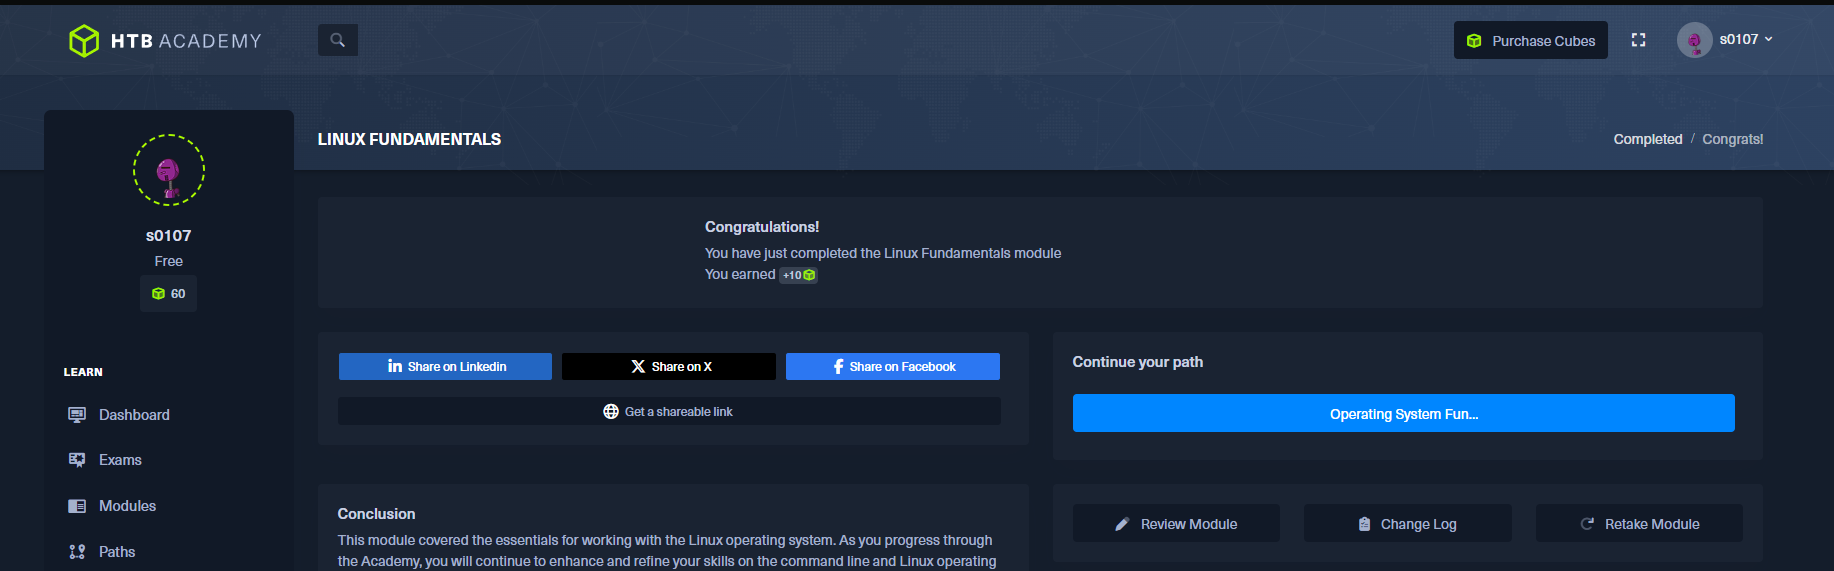 HTB ACADEMY
Purchase Cubes
s0107
s0107
Free
60
LEARN
Dashboard
Exams
Modules
Paths
LINUX FUNDAMENTALS
Completed / Congrats!
Congratulations!
You have just completed the Linux Fundamentals module
You earned +10
Share on Linkedin
Share on X
Share on Facebook
Get a shareable link
Continue your path
Operating System Fun...
Conclusion
This module covered the essentials for working with the Linux operating system. As you progress through
the Academy, you will continue to enhance and refine your skills on the command line and Linux operating
Review Module
Change Log
Retake Module